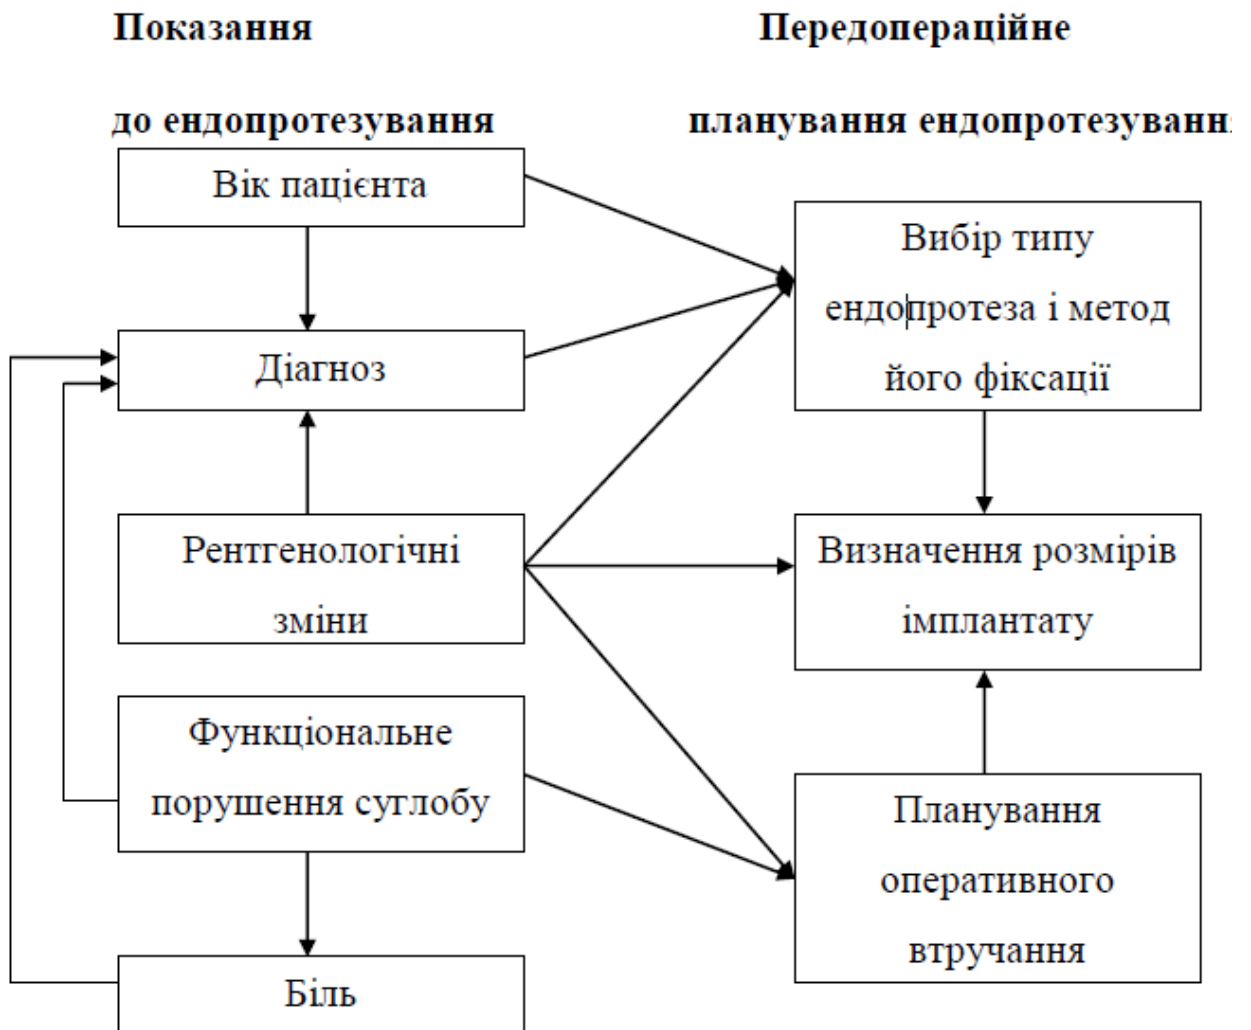 Показання
до ендопротезування
Вік пацієнта
Діагноз
Рентгенологічні
зміни
Функціональне
порушення суглобу
Біль
Передопераційне
планування ендопротезування
Вибір типу
ендопротеза і метод
його фіксації
Визначення розмірів
імплантату
Планування
оперативного
втручання